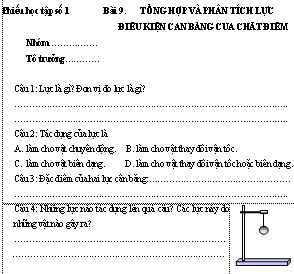 Phiếu học tập số 1 Bài 9. TỔNG HỢP VÀ PHÂN TÍCH LỰC
ĐIỀU KIỆN CÂN BẰNG CỦA CHẤT ĐIỂM
Nhóm……………
Tổ trưởng…………
Câu 1: Lực là gì? Đơn vị đo lực là gì?
Câu 2: Tác dụng của lực là
A. làm cho vật chuyển động. B. làm cho vật thay đổi vận tốc.
C. làm cho vật biến dạng. D. làm cho vật thay đổi vận tốc hoặc biến dạng.
Câu 3: Đặc điểm của hai lực cân bằng:……………………………
Câu 4: Những lực nào tác dụng lên quả cầu? Các lực này do
những vật nào gây ra?